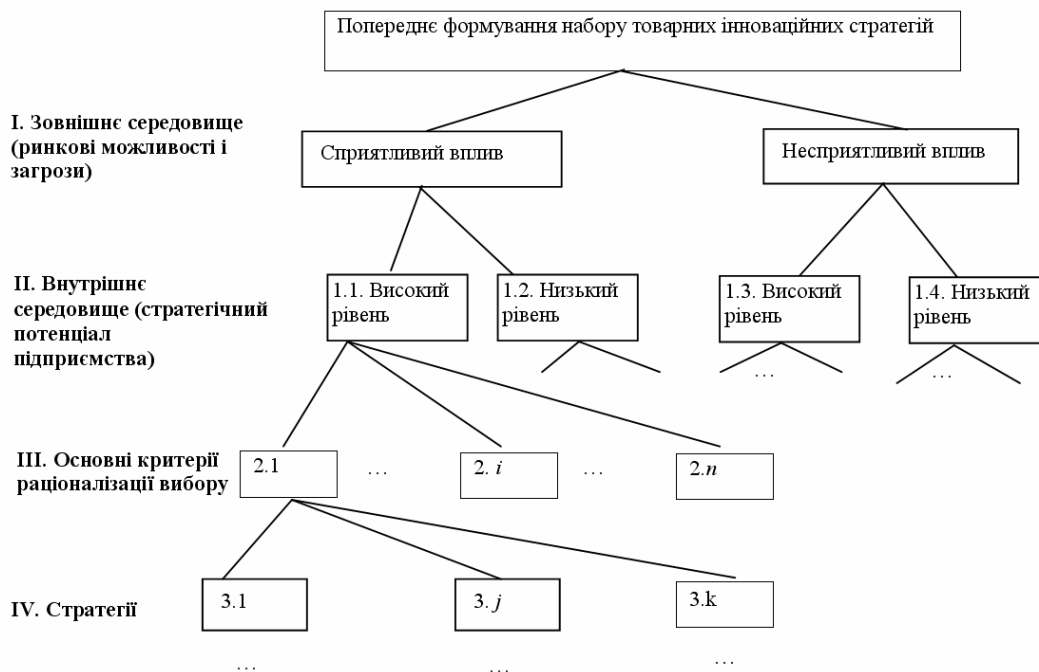 Попереднє формування набору товарних інноваційних стратегій
I. Зовнішнє середовище
(ринкові можливості і
загрози)
Сприятливий вплив
Несприятливий вплив
II. Внутрішнє
середовище (стратегічний
потенціал
підприємства)
1.1. Високий
рівень
1.2. Низький
рівень
1.3. Високий
рівень
1.4. Низький
рівень
…
…
III. Основні критерії
раціоналізації вибору
2.1
…
2. i
…
2.n
IV. Стратегії
3.1
3. j
3.k
…
…
…